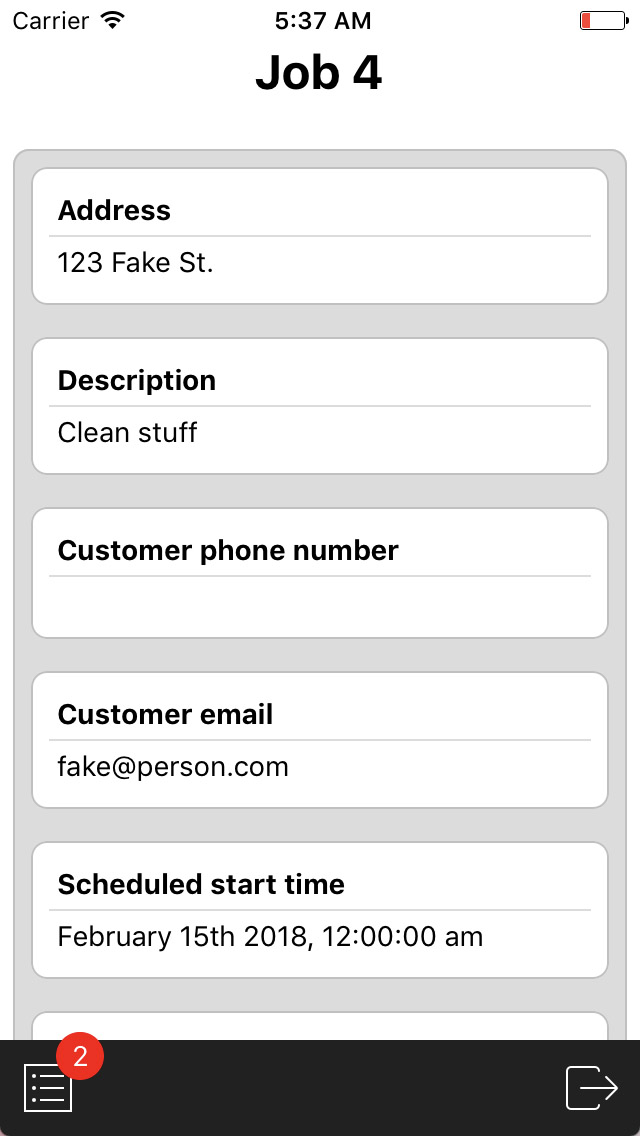 Carrier 5:37 AM
Job 4
Address
123 Fake St.
Description
Clean stuff
Customer phone number
Customer email
fake@person.com
Scheduled start time
February 15th 2018, 12:00:00 am
2